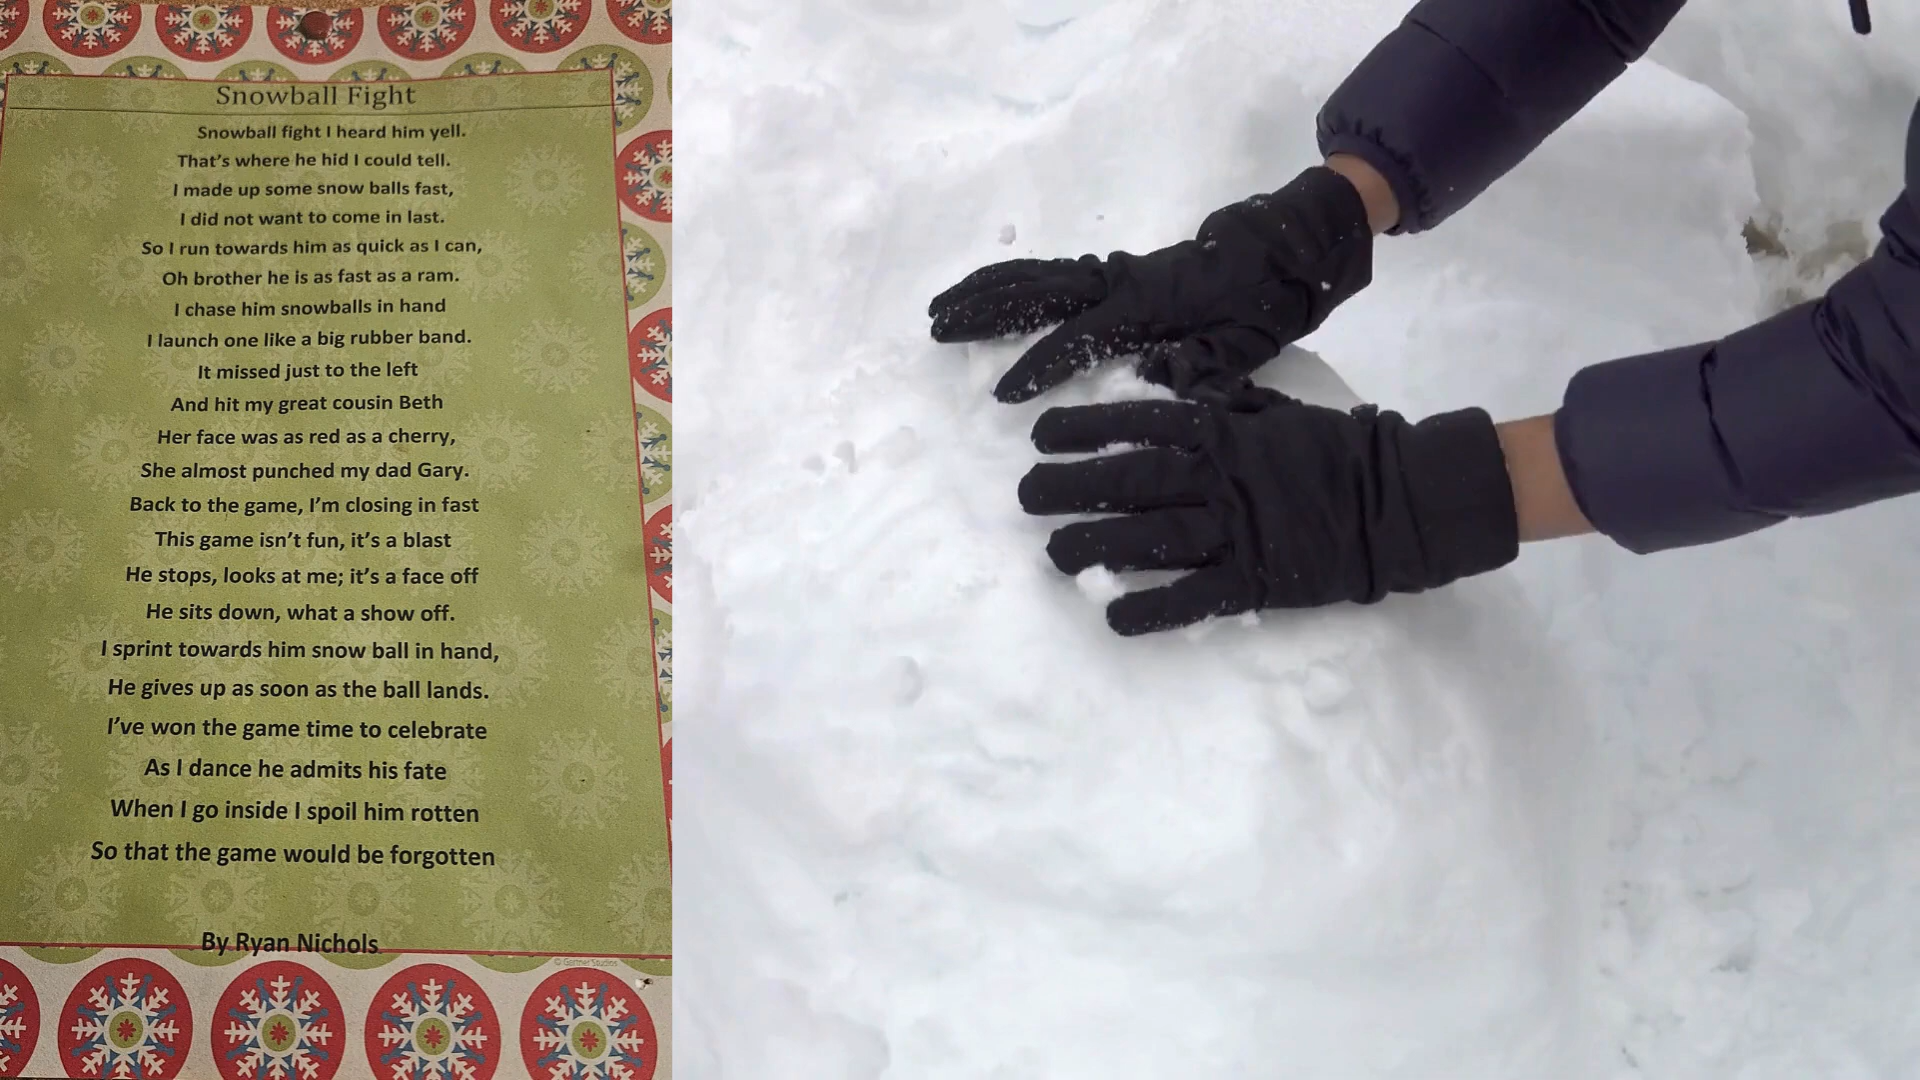 Snowball Fight
Snowball fight I heard him yell.
That's where he hid I could tell.
I made up some snow balls fast,
I did not want to come in last.
So I run towards him as quick as I can,
Oh brother he is as fast as a ram.
I chase him snowballs in hand
I launch one like a big rubber band.
It missed just to the left
And hit my great cousin Beth
Her face was as red as a cherry,
She almost punched my dad Gary.
Back to the game, I'm closing in fast
This game isn't fun, it's a blast
He stops, looks at me; it's a face off
He sits down, what a show off.
I sprint towards him snow ball in hand,
He gives up as soon as the ball lands.
I've won the game time to celebrate
As I dance he admits his fate
When I go inside I spoil him rotten
So that the game would be forgotten
By Ryan Nichols
© Gartner Studios